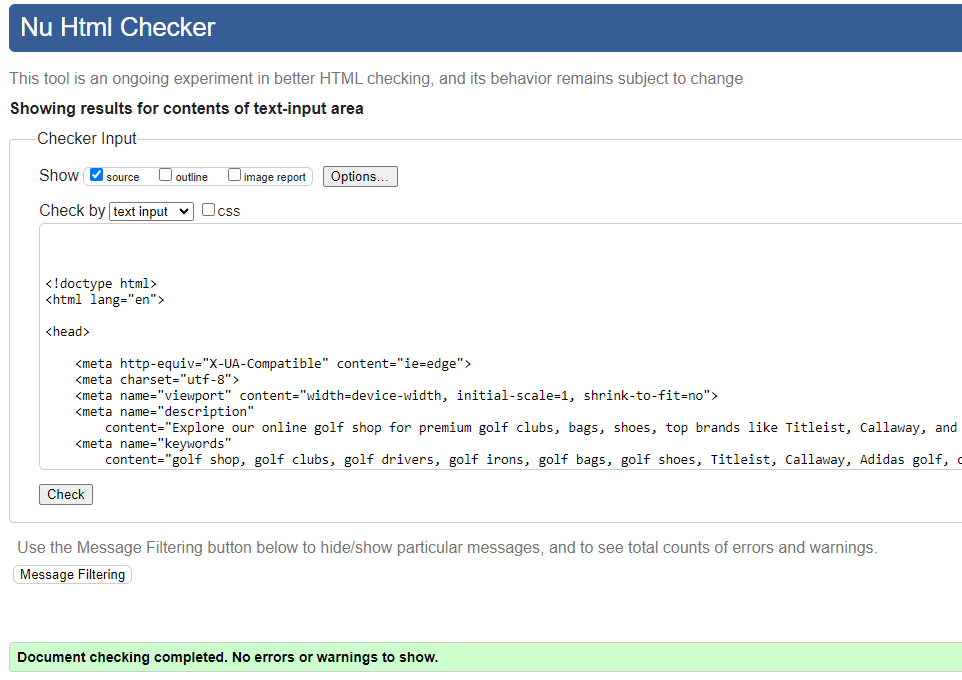 Nu Html Checker
This tool is an ongoing experiment in better HTML checking, and its behavior remains subject to change
Showing results for contents of text-input area
Checker Input
Show source outline image report Options...
Check by text input css
<!doctype html>
<html lang="en">
<head>
<meta http-equiv="X-UA-Compatible" content="ie=edge">
<meta charset="utf-8">
<meta name="viewport" content="width=device-width, initial-scale=1, shrink-to-fit=no">
<meta name="description"
content="Explore our online golf shop for premium golf clubs, bags, shoes, top brands like Titleist, Callaway, and
<meta name="keywords"
content="golf shop, golf clubs, golf drivers, golf irons, golf bags, golf shoes, Titleist, Callaway, Adidas golf,
Check
Use the Message Filtering button below to hide/show particular messages, and to see total counts of errors and warnings.
Message Filtering
Document checking completed. No errors or warnings to show.